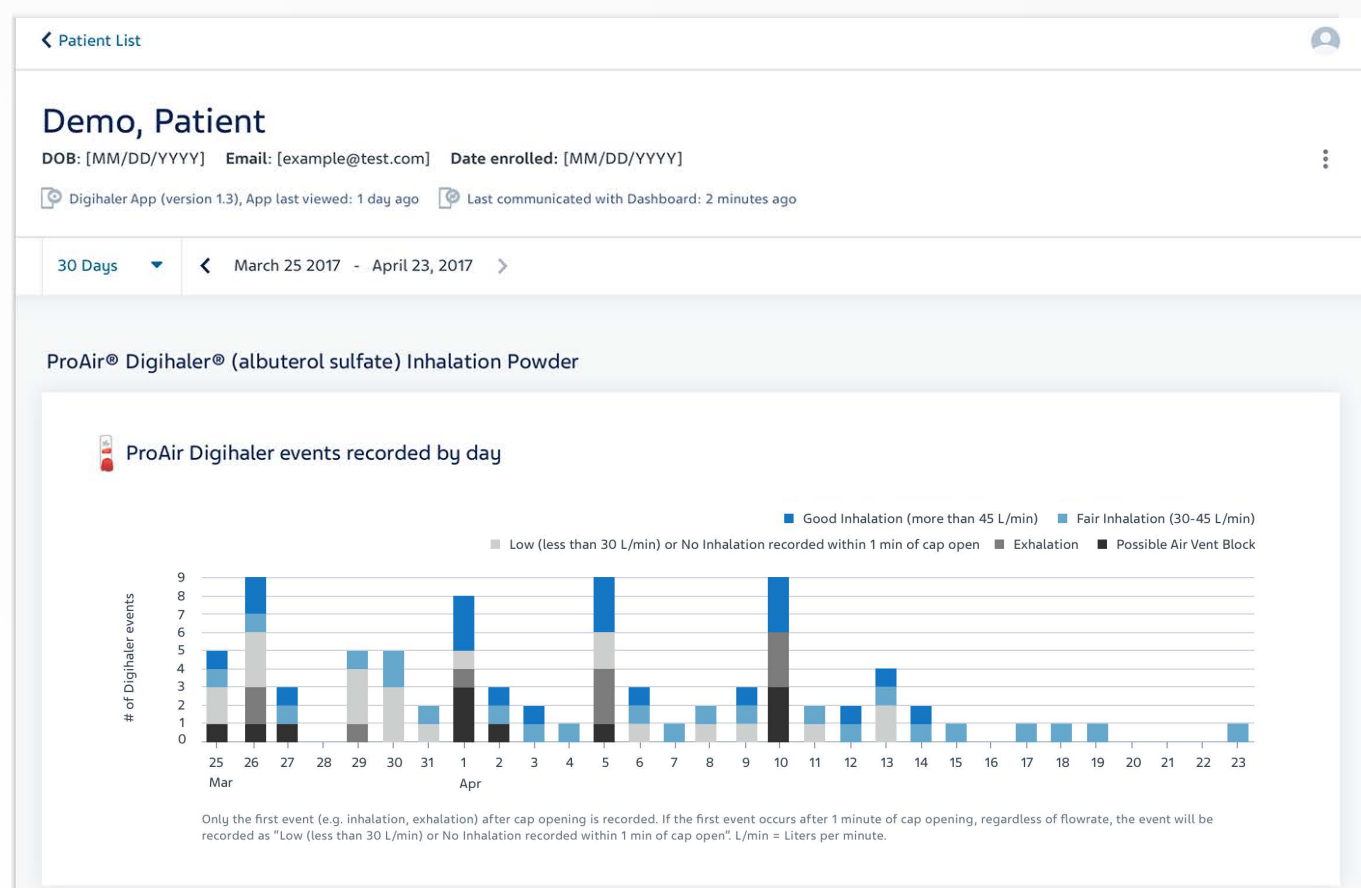 Patient List
Demo, Patient
DOB: [MM/DD/YYYY] Email: [example@test.com] Date enrolled: [MM/DD/YYYY]
Digihaler App (version 1.3), App last viewed: 1 day ago Last communicated with Dashboard: 2 minutes ago
30 Days March 25 2017 - April 23, 2017
ProAir® Digihaler® (albuterol sulfate) Inhalation Powder
ProAir Digihaler events recorded by day
Good Inhalation (more than 45 L/min) Fair Inhalation (30-45 L/min)
Low (less than 30 L/min) or No Inhalation recorded within 1 min of cap open Exhalation Possible Air Vent Block
# of Digihaler events
9
8
7
6
5
4
3
2
1
0
25 26 27 28 29 30 31 1 2 3 4 5 6 7 8 9 10 11 12 13 14 15 16 17 18 19 20 21 22 23
Mar Apr
Only the first event (e.g. inhalation, exhalation) after cap opening is recorded. If the first event occurs after 1 minute of cap opening, regardless of flowrate, the event will be
recorded as “Low (less than 30 L/min) or No Inhalation recorded within 1 min of cap open”. L/min = Liters per minute.